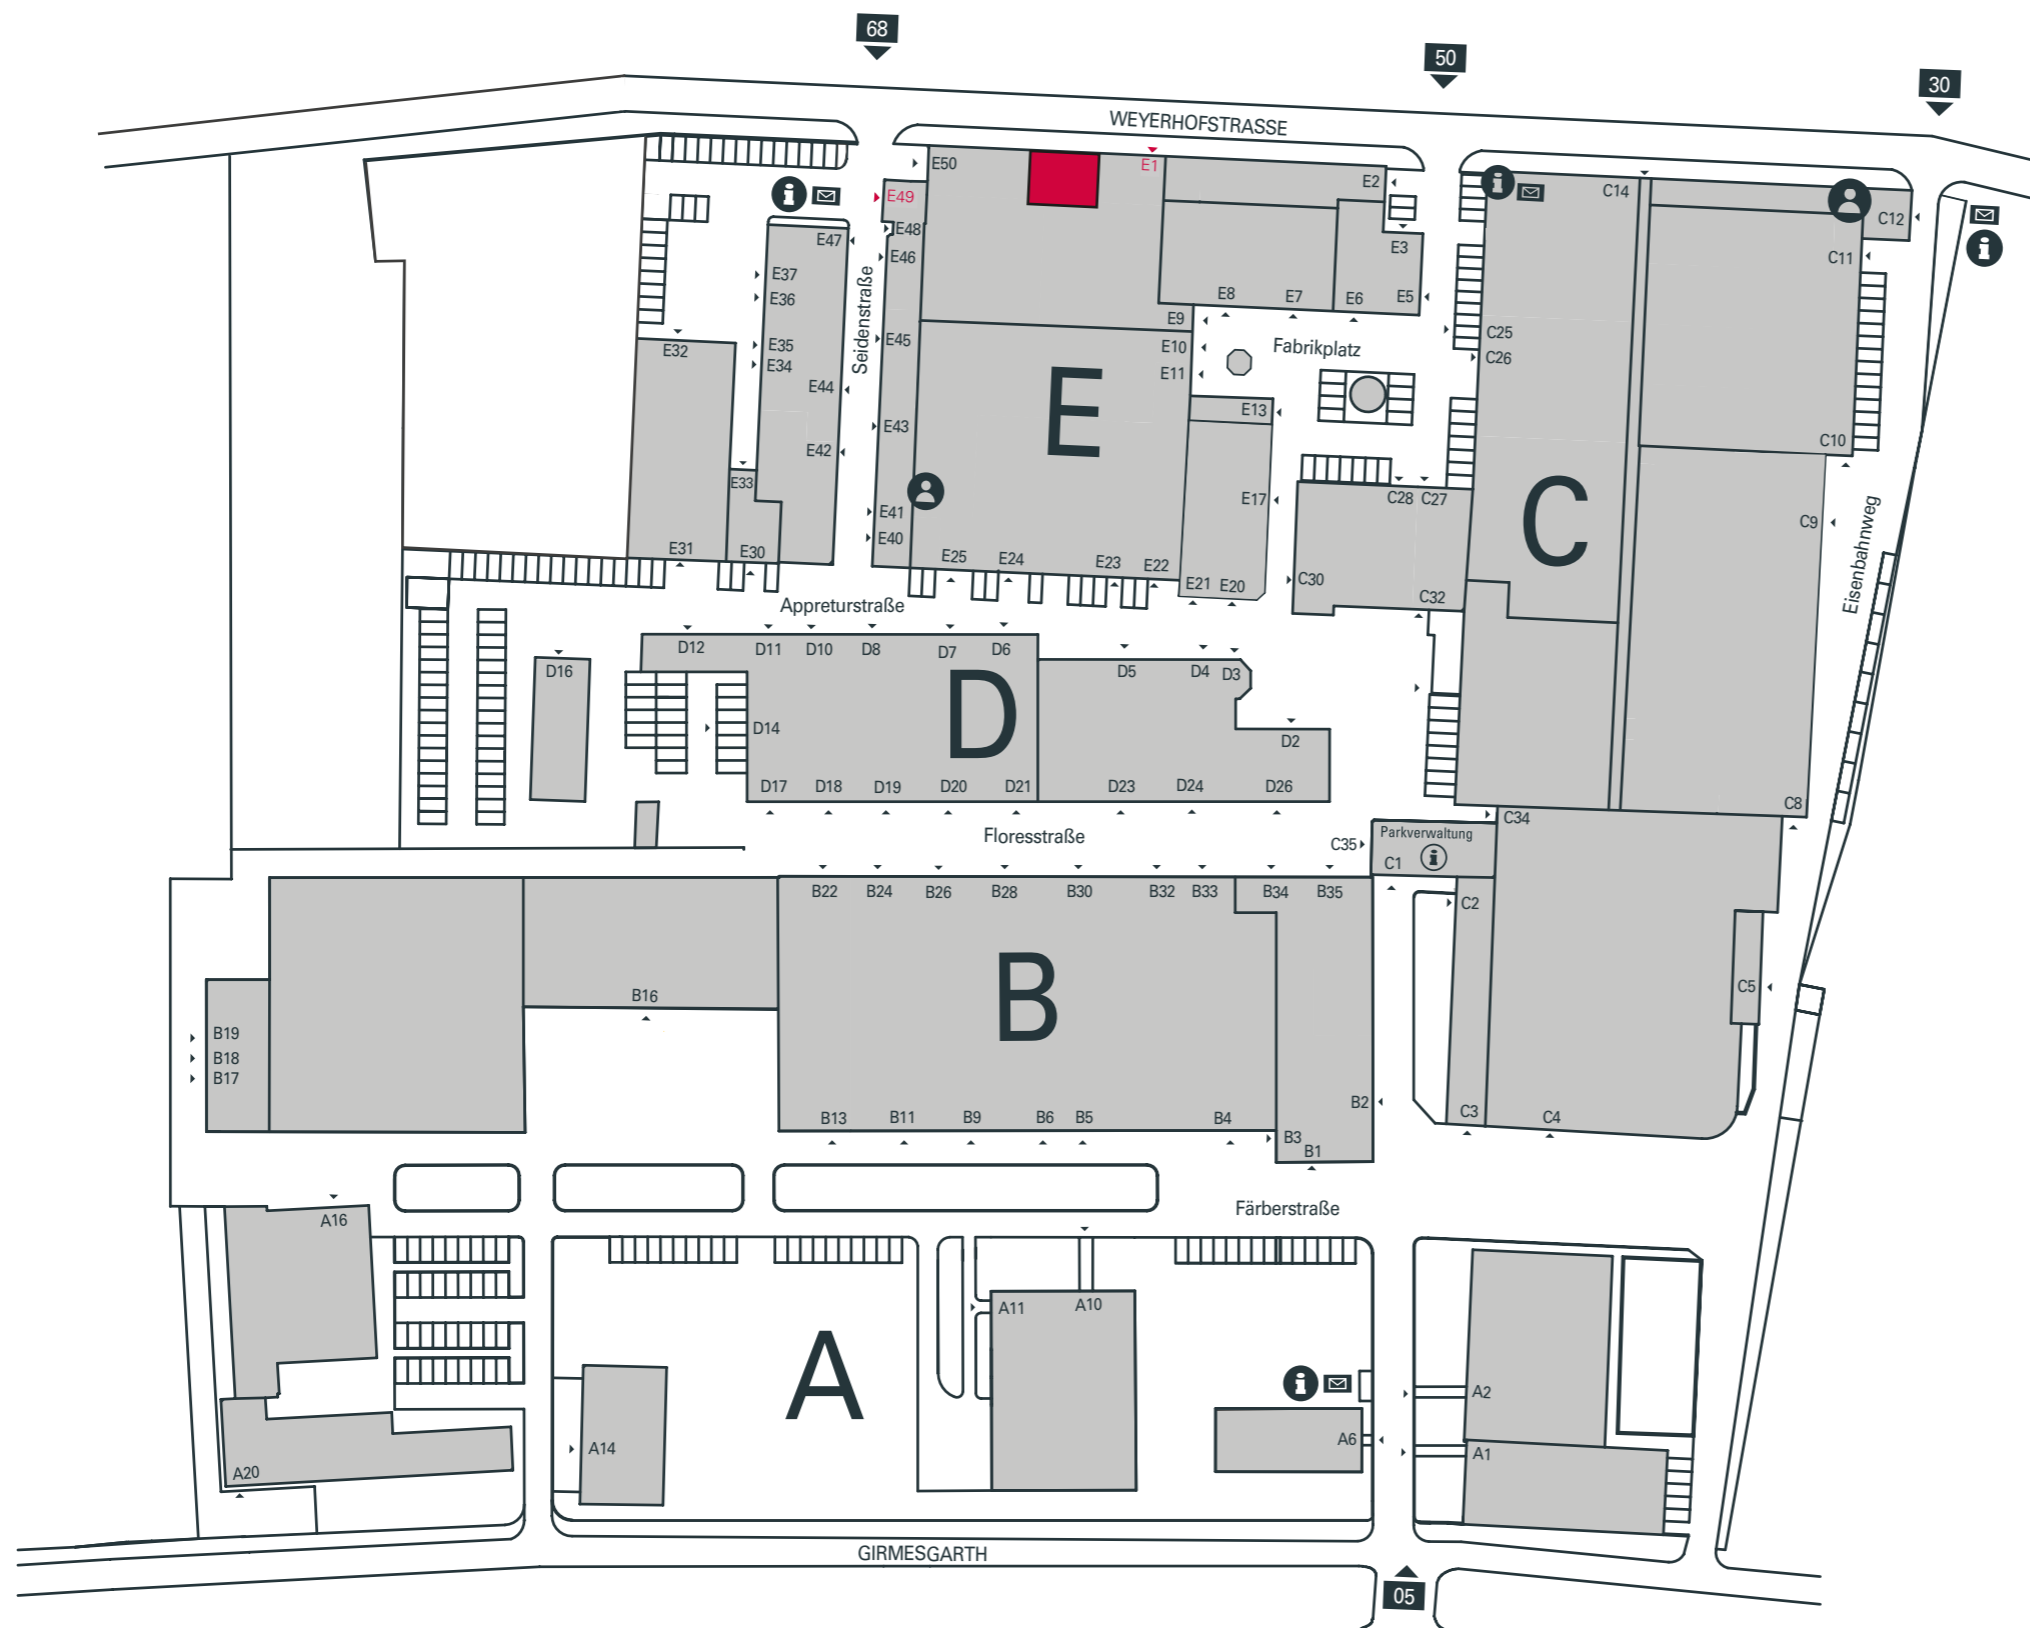 68
50
30
WEYERHOFSTRASSE
E50
E1
E2
C14
C12
E49
E48
E47
E46
E3
C11
E37
E36
E8
E7
E6
E5
E9
Seidenstraße
E35
E34
E32
E45
E10
E11
Fabrikplatz
C25
C26
E44
E
E13
E43
E42
C10
E33
E17
C28
C27
C
C9
Eisenbahnweg
E41
E40
E31
E30
E25
E24
E23
E22
E21
E20
C30
C32
Appreturstraße
D12
D11
D10
D8
D7
D6
D16
D5
D4
D3
D
D14
D2
D17
D18
D19
D20
D21
D23
D24
D26
C8
Floresstraße
C34
C35
Parkverwaltung
C1
B22
B24
B26
B28
B30
B32
B33
B34
B35
C2
B
B16
C5
B19
B18
B17
B13
B11
B9
B6
B5
B4
B3
B2
B1
C3
C4
Färberstraße
A16
A11
A10
A
A14
A6
A2
A1
A20
GIRMESGARTH
05